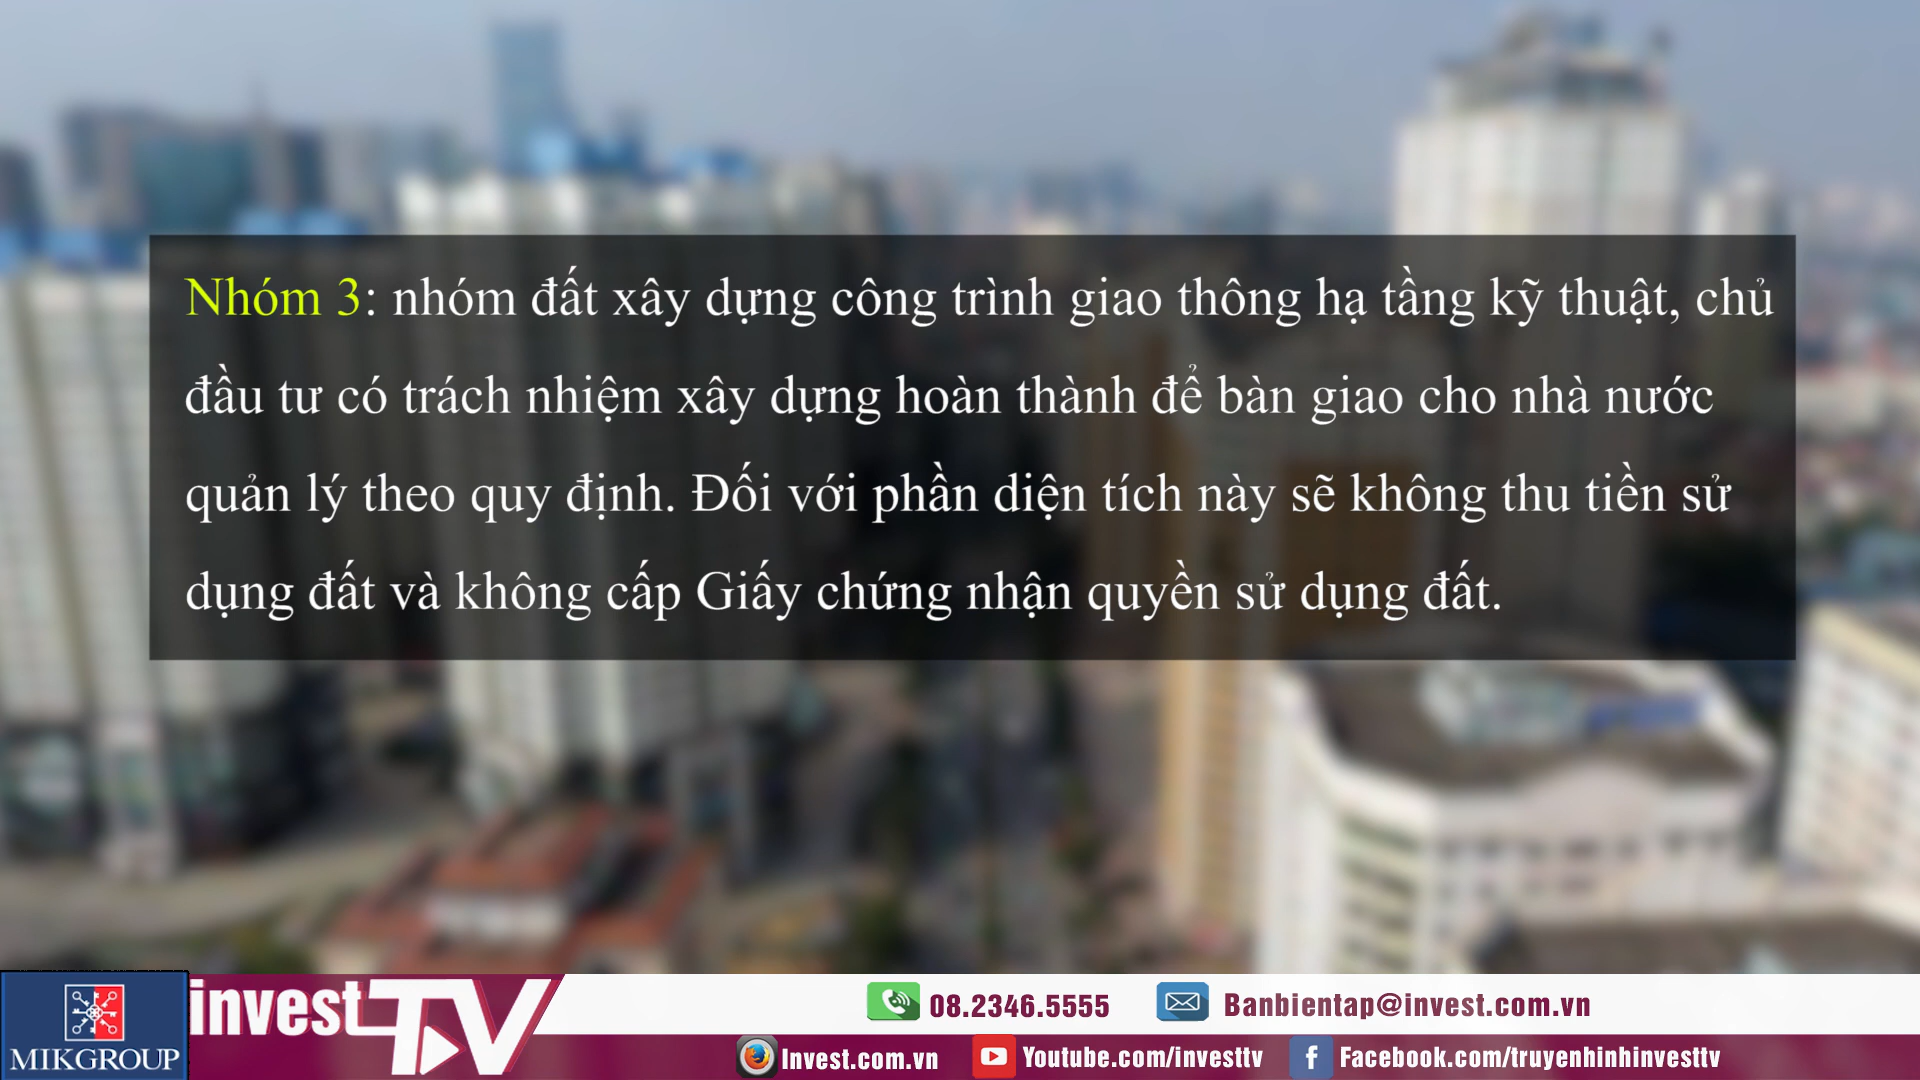 Nhóm 3: nhóm đất xây dựng công trình giao thông hạ tầng kỹ thuật, chủ
đầu tư có trách nhiệm xây dựng hoàn thành để bàn giao cho nhà nước
quản lý theo quy định. Đối với phần diện tích này sẽ không thu tiền sử
dụng đất và không cấp Giấy chứng nhận quyền sử dụng đất.
MIKGROUP
invest TV
08.2346.5555
Banbientap@invest.com.vn
Invest.com.vn
Youtube.com/investtv
Facebook.com/truyenhinhinvesttv